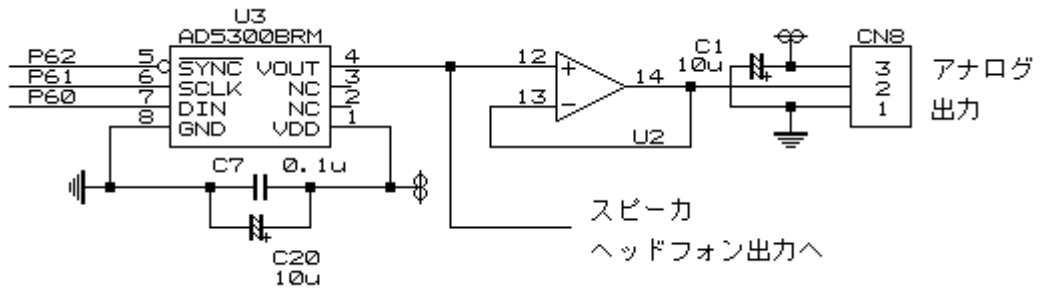 U3
AD5300BRM
P62 5 SYNC VOUT 4
P61 6 SCLK NC 3
P60 7 DIN NC 2
8 GND VDD 1
C7 0.1u
C20
10u
12 +
13 −
14
U2
C1
10u
+
CN8
3
2
1
アナログ
出力
スピーカ
ヘッドフォン出力へ